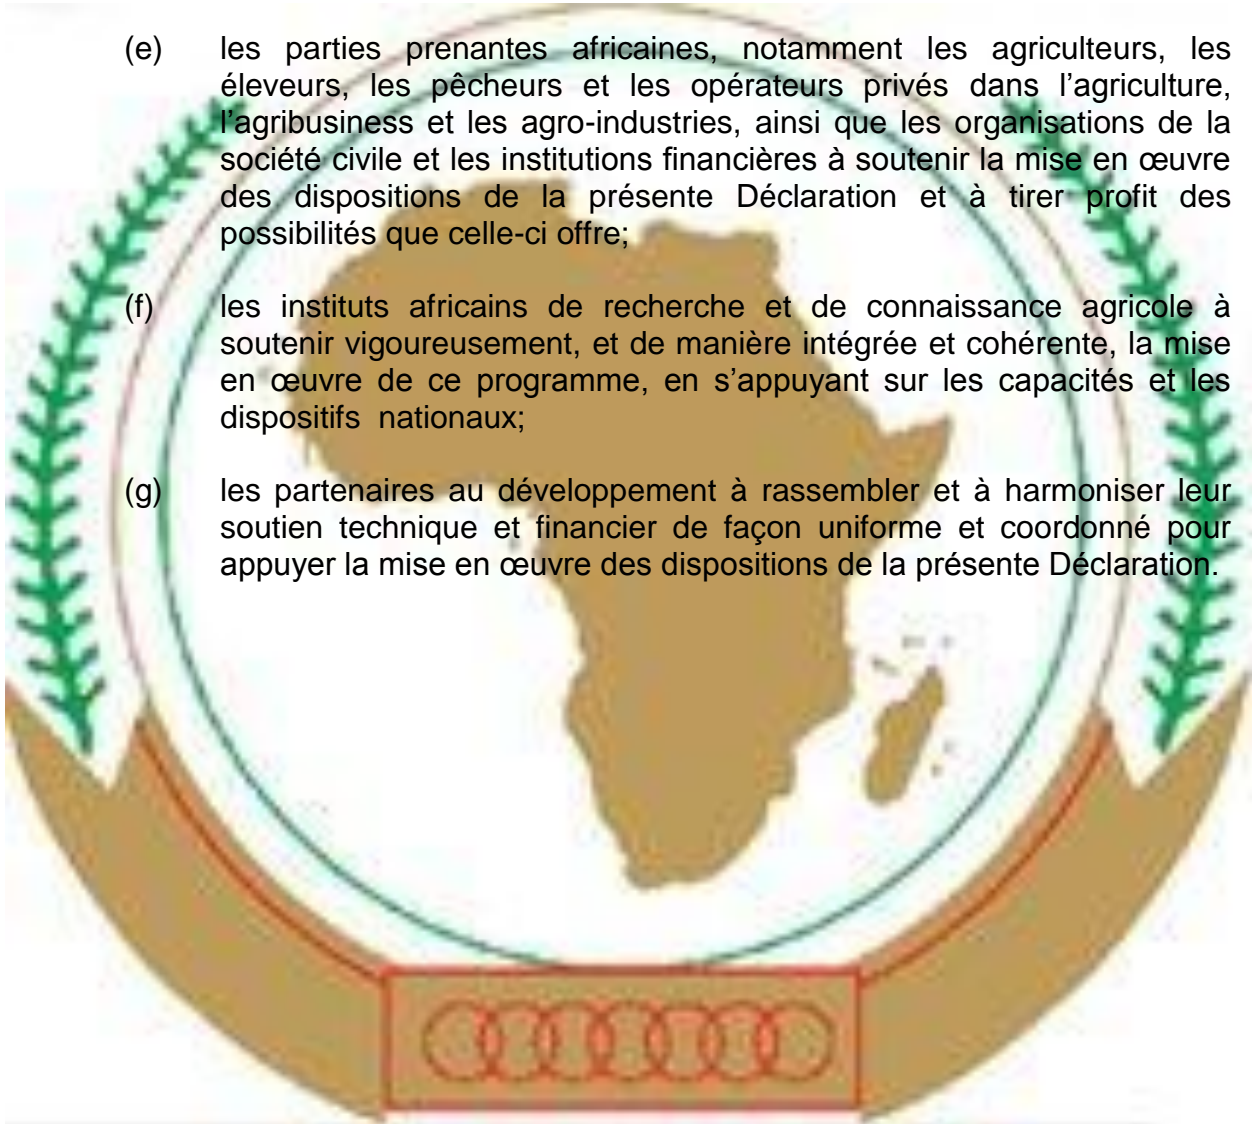 (e) les parties prenantes africaines, notamment les agriculteurs, les
éleveurs, les pêcheurs et les opérateurs privés dans l’agriculture,
l’agribusiness et les agro-industries, ainsi que les organisations de la
société civile et les institutions financières à soutenir la mise en œuvre
des dispositions de la présente Déclaration et à tirer profit des
possibilités que celle-ci offre;
(f) les instituts africains de recherche et de connaissance agricole à
soutenir vigoureusement, et de manière intégrée et cohérente, la mise
en œuvre de ce programme, en s’appuyant sur les capacités et les
dispositifs nationaux;
(g) les partenaires au développement à rassembler et à harmoniser leur
soutien technique et financier de façon uniforme et coordonné pour
appuyer la mise en œuvre des dispositions de la présente Déclaration.